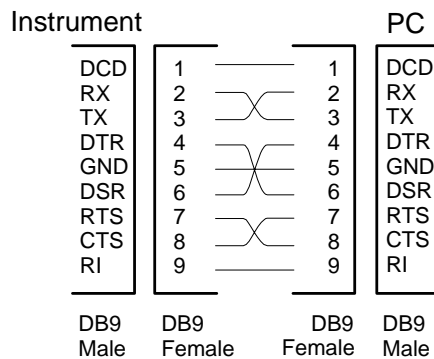 Instrument PC
DCD 1 1 DCD
RX 2 2 RX
TX 3 3 TX
DTR 4 4 DTR
GND 5 5 GND
DSR 6 6 DSR
RTS 7 7 RTS
CTS 8 8 CTS
RI 9 9 RI
DB9 DB9 DB9 DB9
Male Female Female Male